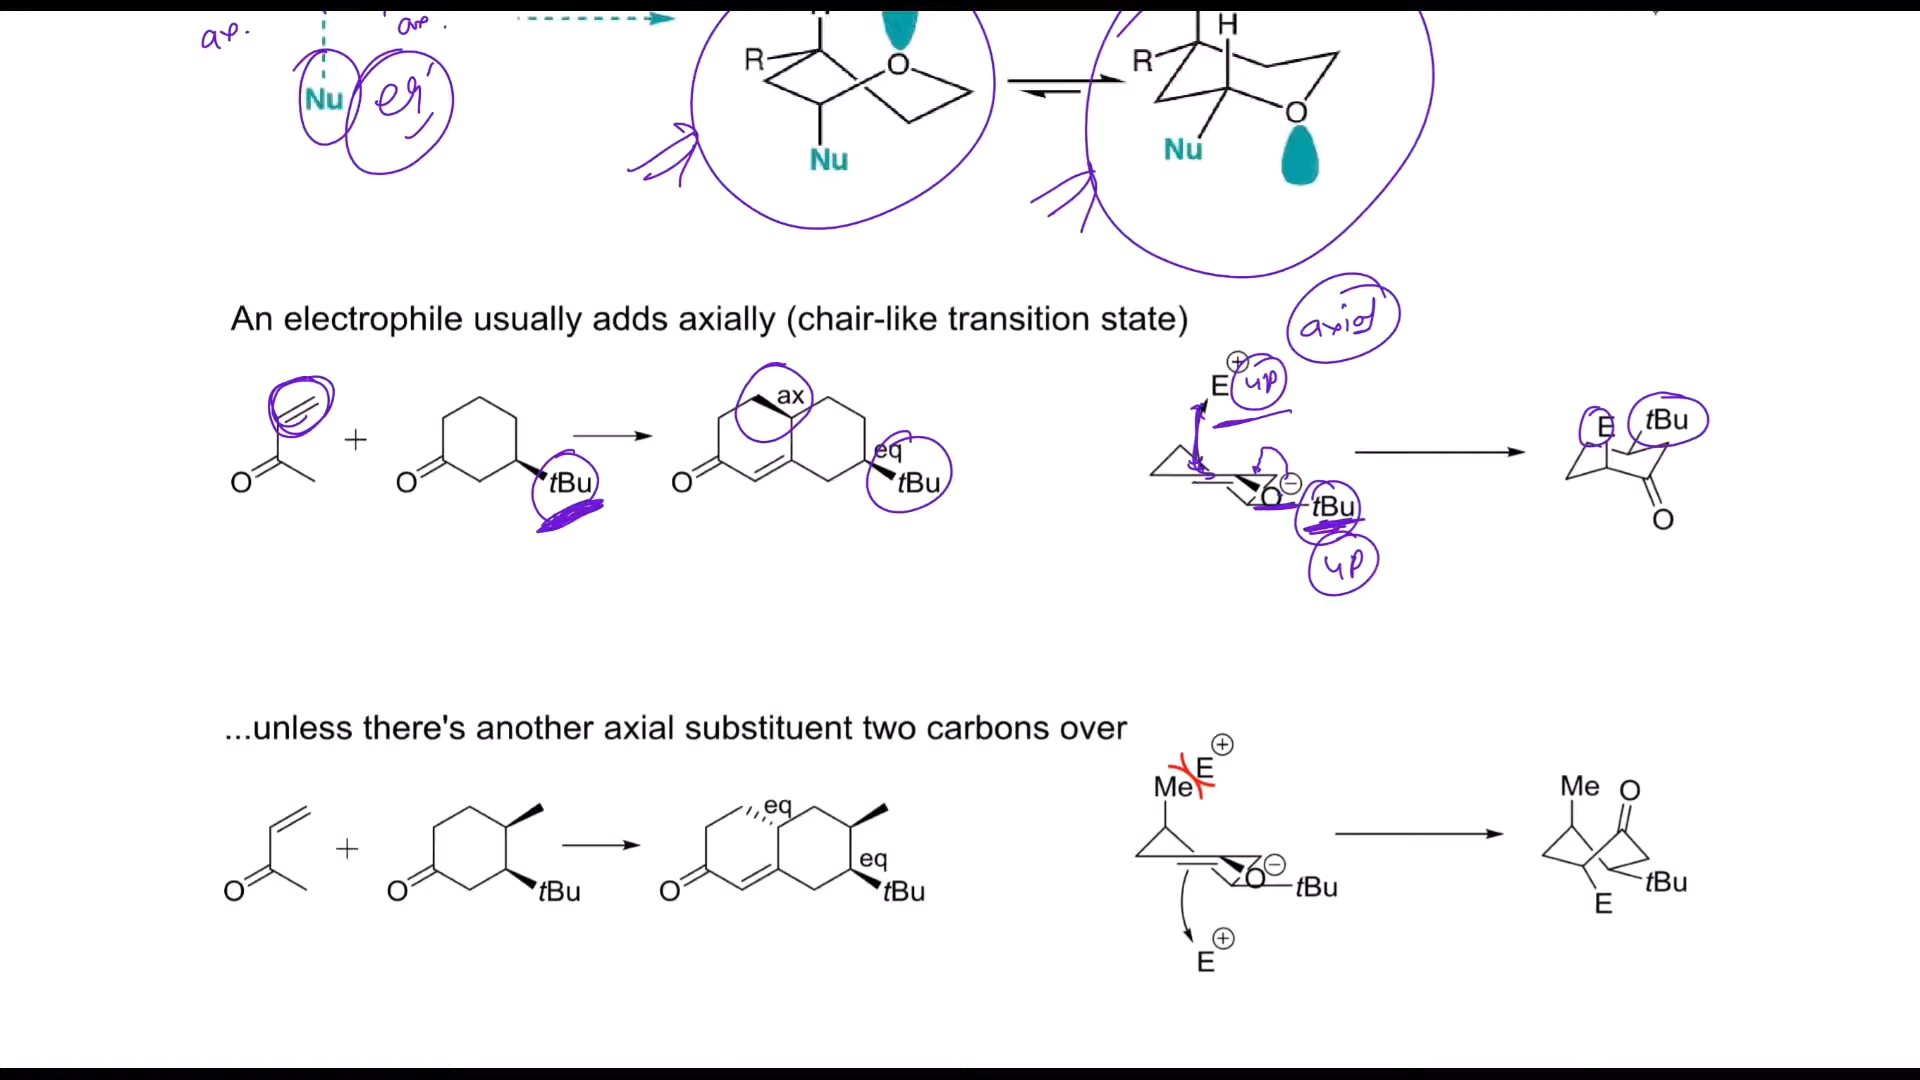 ax.
ax.
Nu
eq
R
H
O
Nu
R
H
O
Nu
An electrophile usually adds axially (chair-like transition state)
axial
E
⊕
up
O
+
O
tBu
O
ax
eq
tBu
O
⊖
tBu
up
E
tBu
O
...unless there's another axial substituent two carbons over
O
+
O
tBu
O
eq
eq
tBu
Me
E
⊕
O
⊖
tBu
E
⊕
Me
O
tBu
E